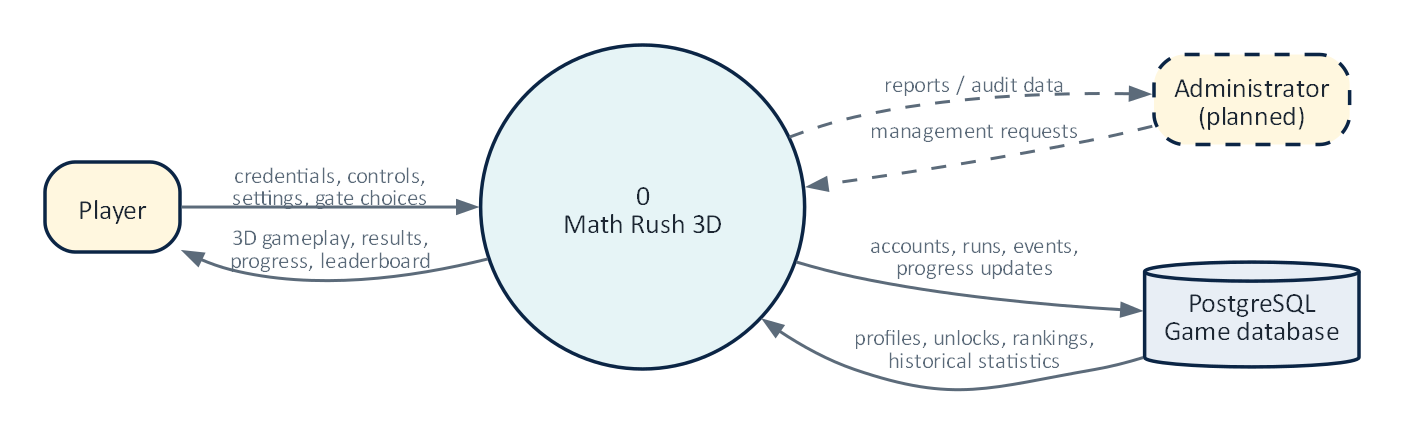 Player
credentials, controls,
settings, gate choices
3D gameplay, results,
progress, leaderboard
0
Math Rush 3D
reports / audit data
management requests
Administrator
(planned)
accounts, runs, events,
progress updates
profiles, unlocks, rankings,
historical statistics
PostgreSQL
Game database